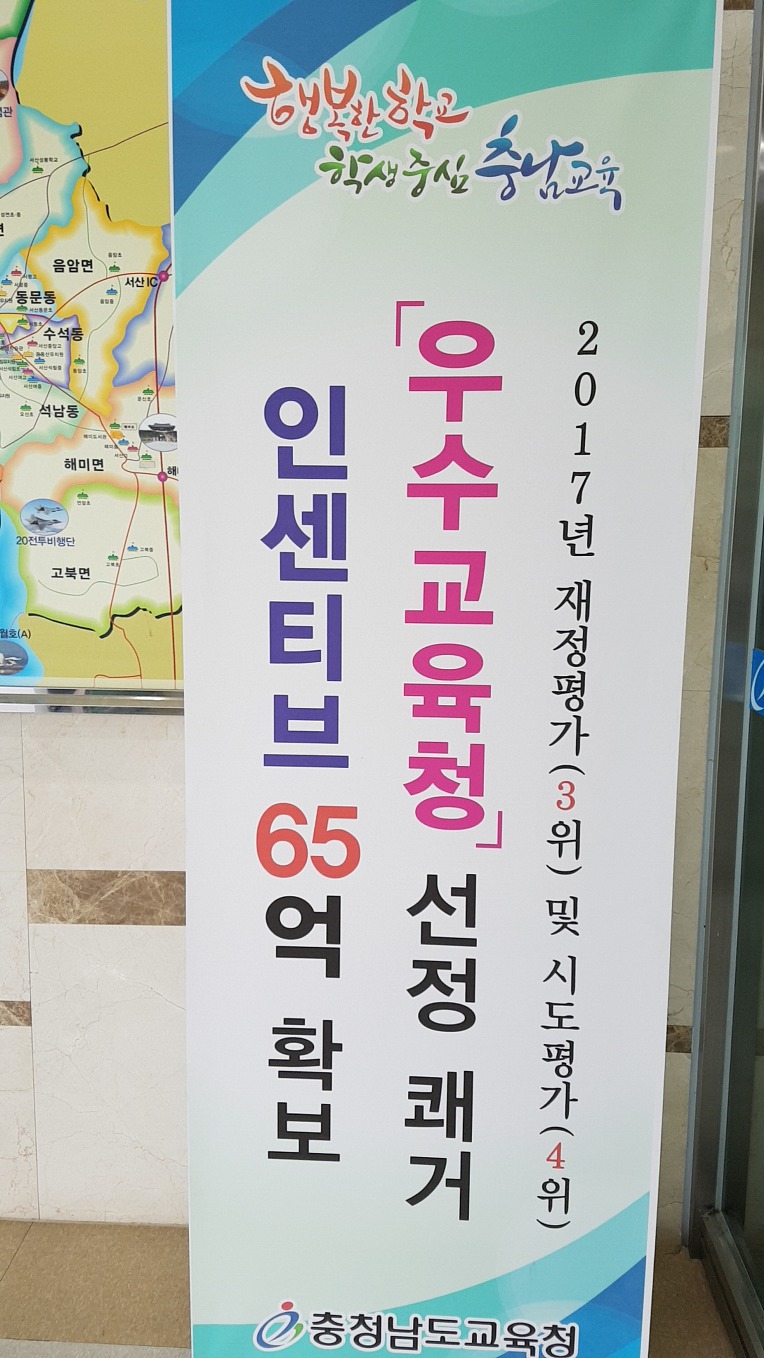 행복한 학교
학생중심 충남교육
2017년 재정평가(3위) 및 시도평가(4위)
「우수교육청」 선정 쾌거
인센티브 65억 확보
충청남도교육청
음암면
서산IC
동문동
수석동
석남동
해미면
20전투비행단
고북면
월호(A)